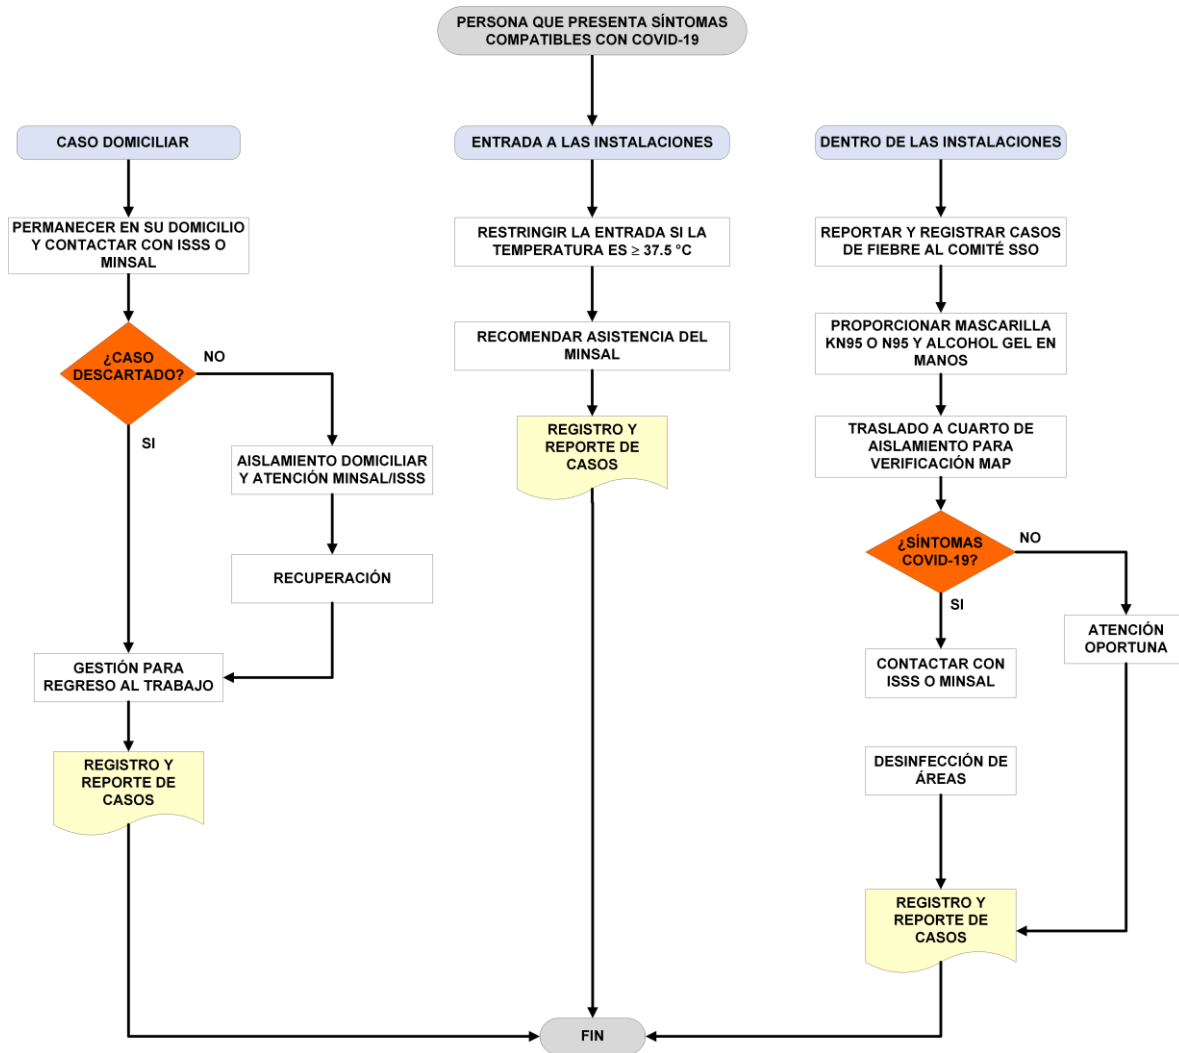 PERSONA QUE PRESENTA SÍNTOMAS
COMPATIBLES CON COVID-19
CASO DOMICILIAR
PERMANECER EN SU DOMICILIO
Y CONTACTAR CON ISSS O
MINSAL
¿CASO
DESCARTADO?
NO
SI
AISLAMIENTO DOMICILIAR
Y ATENCIÓN MINSAL/ISSS
RECUPERACIÓN
GESTIÓN PARA
REGRESO AL TRABAJO
REGISTRO Y
REPORTE DE
CASOS
ENTRADA A LAS INSTALACIONES
RESTRINGIR LA ENTRADA SI LA
TEMPERATURA ES ≥ 37.5 °C
RECOMENDAR ASISTENCIA DEL
MINSAL
REGISTRO Y
REPORTE DE
CASOS
DENTRO DE LAS INSTALACIONES
REPORTAR Y REGISTRAR CASOS
DE FIEBRE AL COMITÉ SSO
PROPORCIONAR MASCARILLA
KN95 O N95 Y ALCOHOL GEL EN
MANOS
TRASLADO A CUARTO DE
AISLAMIENTO PARA
VERIFICACIÓN MAP
¿SÍNTOMAS
COVID-19?
NO
SI
ATENCIÓN
OPORTUNA
CONTACTAR CON
ISSS O MINSAL
DESINFECCIÓN DE
ÁREAS
REGISTRO Y
REPORTE DE
CASOS
FIN